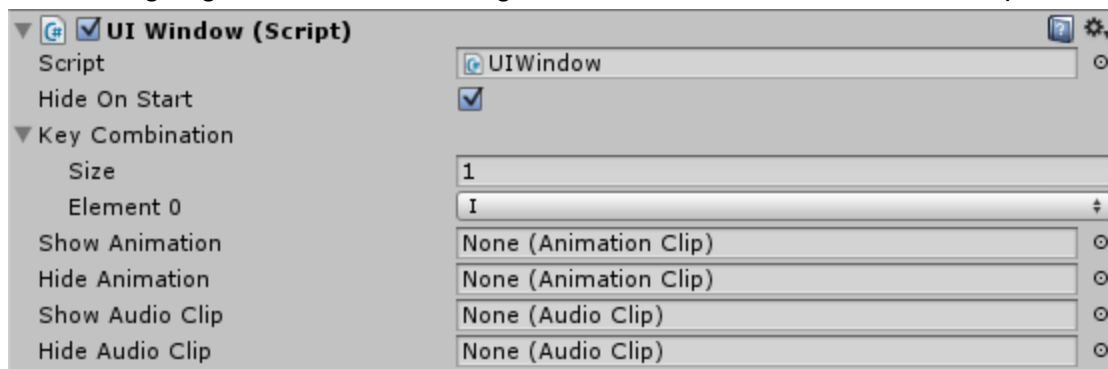 UI Window (Script)
Script UIWindow
Hide On Start
Key Combination
Size 1
Element 0 I
Show Animation None (Animation Clip)
Hide Animation None (Animation Clip)
Show Audio Clip None (Audio Clip)
Hide Audio Clip None (Audio Clip)